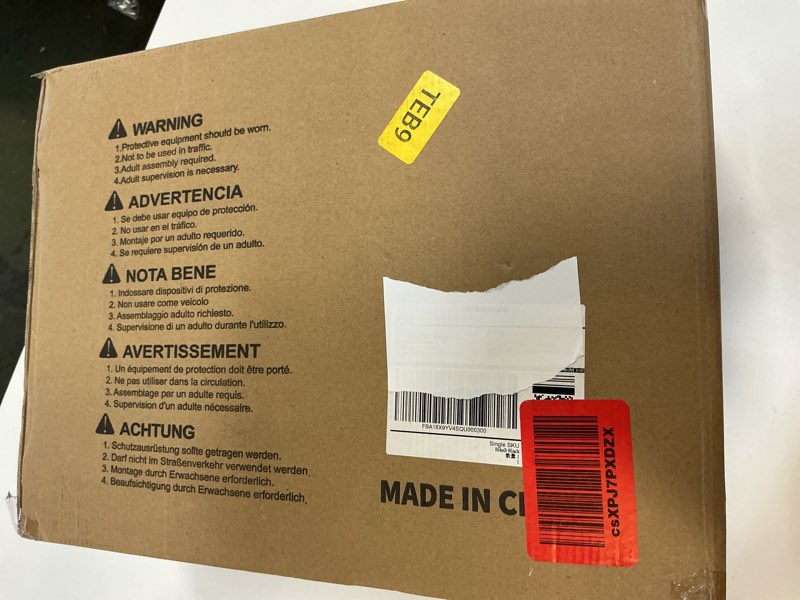 WARNING
1.Protective equipment should be worn.
2.Not to be used in traffic.
3.Adult assembly required.
4.Adult supervision is necessary.
ADVERTENCIA
1. Se debe usar equipo de protección.
2. No usar en el tráfico.
3. Montaje por un adulto requerido.
4. Se requiere supervisión de un adulto.
NOTA BENE
1. Indossare dispositivi di protezione.
2. Non usare come veicolo
3. Assemblaggio adulto richiesto.
4. Supervisione di un adulto durante l'utilizzo.
AVERTISSEMENT
1. Un équipement de protection doit être porté.
2. Ne pas utiliser dans la circulation.
3. Assemblage par un adulte requis.
4. Supervision d'un adulte nécessaire.
ACHTUNG
1. Schutzausrüstung sollte getragen werden.
2. Darf nicht im Straßenverkehr verwendet werden.
3. Montage durch Erwachsene erforderlich.
4. Beaufsichtigung durch Erwachsene erforderlich.
TEB9
FBA18X9YV4SQU000300
Single SKU
MADE IN C
csXPJ7PXDZX